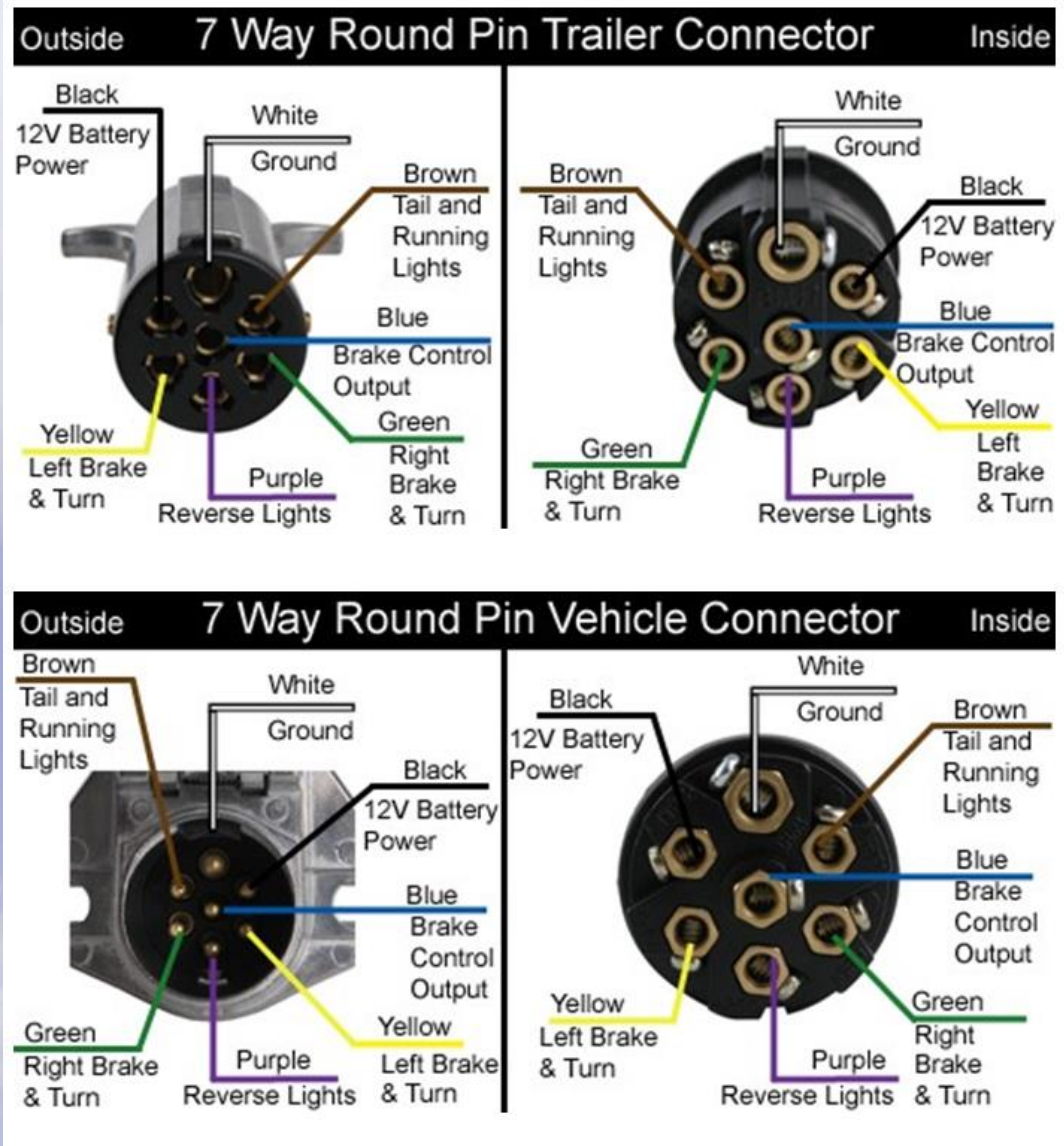 Outside 7 Way Round Pin Trailer Connector Inside
Black
12V Battery
Power
White
Ground
Brown
Tail and
Running
Lights
Blue
Brake Control
Output
Green
Right
Brake
& Turn
Yellow
Left Brake
& Turn
Purple
Reverse Lights
White
Ground
Brown
Tail and
Running
Lights
Black
12V Battery
Power
Blue
Brake Control
Output
Yellow
Left
Brake
& Turn
Green
Right Brake
& Turn
Purple
Reverse Lights
Outside 7 Way Round Pin Vehicle Connector Inside
Brown
Tail and
Running
Lights
White
Ground
Black
12V Battery
Power
Blue
Brake
Control
Output
Green
Right Brake
& Turn
Purple
Reverse Lights
Yellow
Left Brake
& Turn
White
Ground
Black
12V Battery
Power
Brown
Tail and
Running
Lights
Blue
Brake
Control
Output
Yellow
Left Brake
& Turn
Purple
Reverse Lights
Green
Right
Brake
& Turn